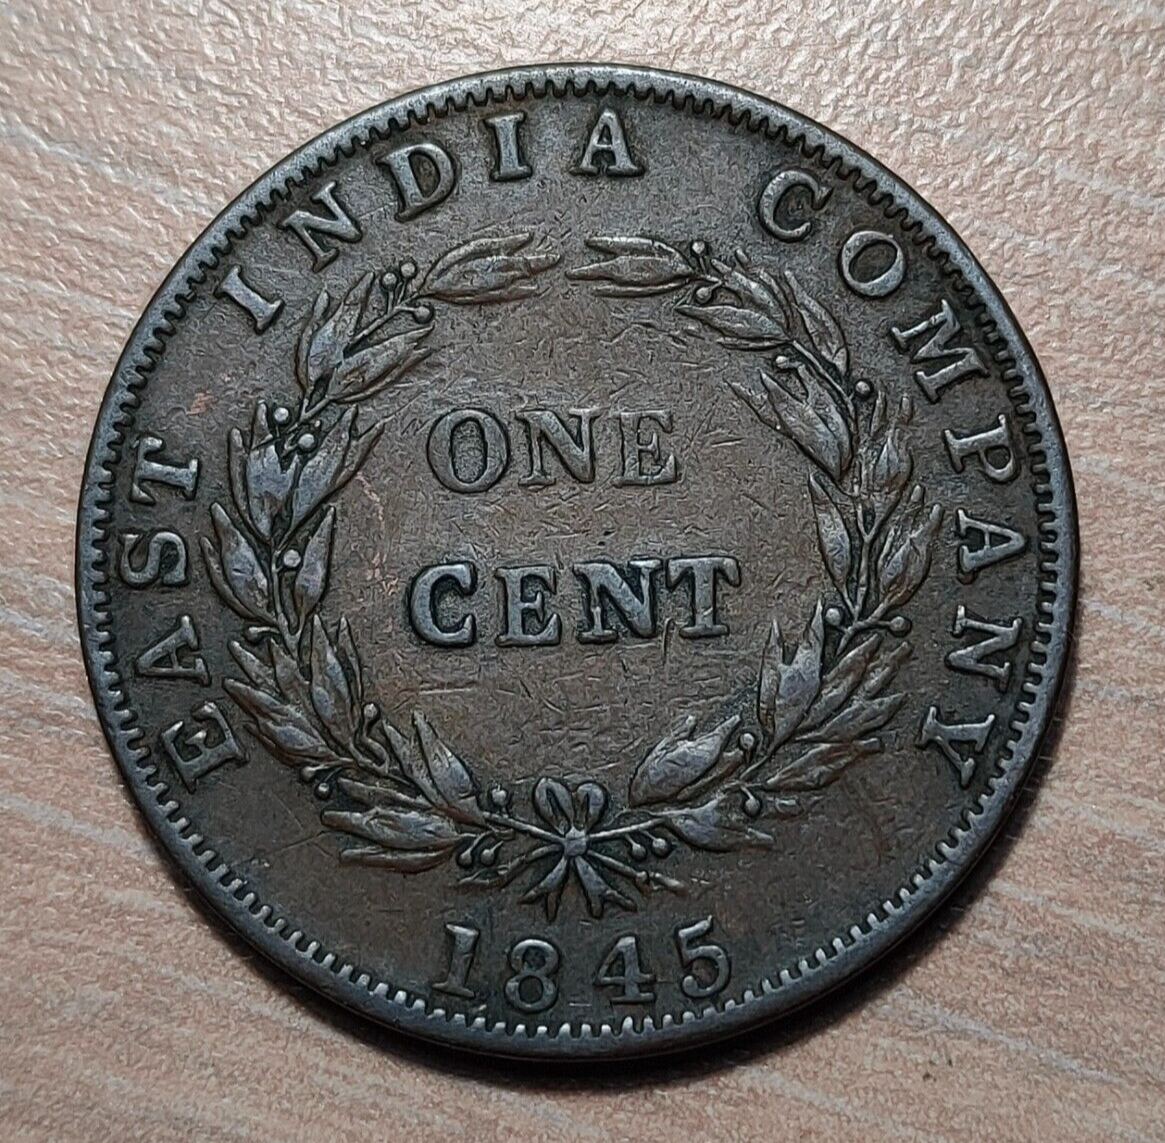 EAST INDIA COMPANY
ONE
CENT
1845